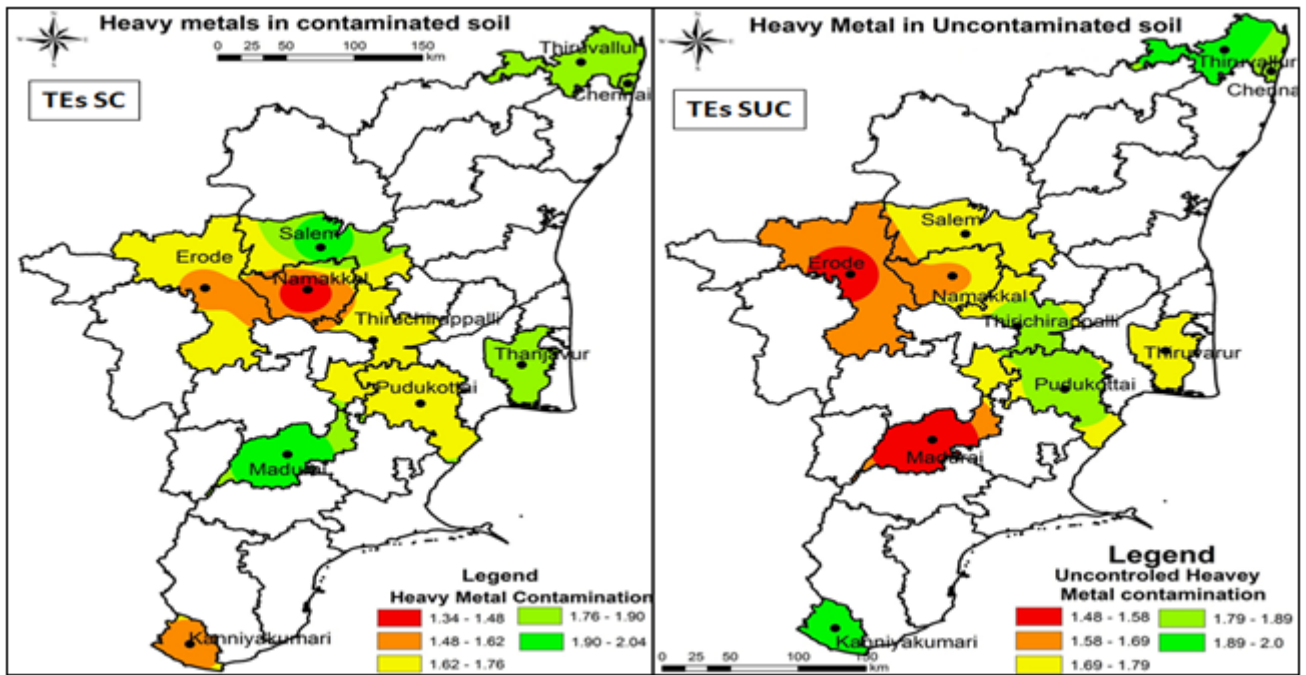 Heavy metals in contaminated soil
0 25 50 100 150
km
TEs SC
Thiruvallur
Chennai
Salem
Erode
Namakkal
Thirichirappalli
Thanjavur
Pudukottai
Madurai
Kanniyakumari
Legend
Heavy Metal Contamination
1.34 - 1.48
1.48 - 1.62
1.62 - 1.76
1.76 - 1.90
1.90 - 2.04
Heavy Metal in Uncontaminated soil
TEs SUC
Thiruvallur
Chenna
Salem
Erode
Namakkal
Thirichirappalli
Thiruvarur
Pudukottai
Madurai
Kanniyakumari
Legend
Uncontroled Heavey
Metal contamination
1.48 - 1.58
1.58 - 1.69
1.69 - 1.79
1.79 - 1.89
1.89 - 2.0
0 25 50 100 150
km